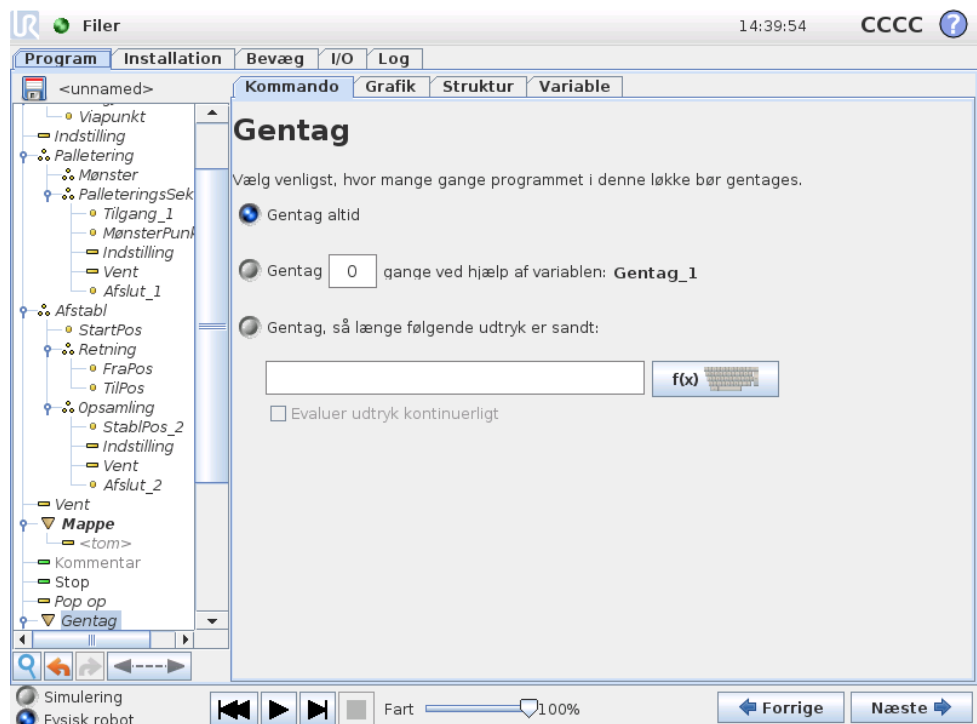 UR Filer 14:39:54 CCCC ?
Program Installation Bevæg I/O Log
<unnamed>
Kommando Grafik Struktur Variable
Viapunkt
Indstilling
Palletering
Mønster
PalleteringsSek
Tilgang_1
MønsterPun
Indstilling
Vent
Afslut_1
Afstabl
StartPos
Retning
FraPos
TilPos
Opsamling
StablPos_2
Indstilling
Vent
Afslut_2
Vent
Mappe
<tom>
Kommentar
Stop
Pop op
Gentag
Gentag
Vælg venligst, hvor mange gange programmet i denne løkke bør gentages.
Gentag altid
Gentag 0 gange ved hjælp af variablen: Gentag_1
Gentag, så længe følgende udtryk er sandt:
f(x)
Evaluer udtryk kontinuerligt
Simulering
Fysisk robot
Fart 100%
Forrige Næste